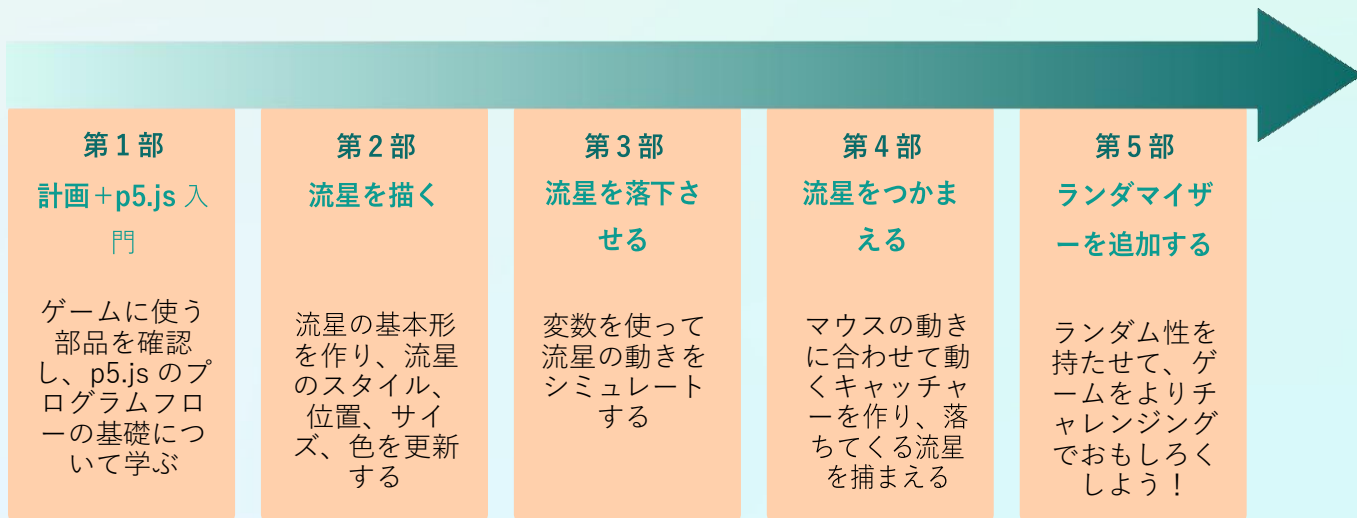 第1部
計画＋p5.js 入
門
ゲームに使う
部品を確認
し、p5.js のプ
ログラムフロ
ーの基礎につ
いて学ぶ
第2部
流星を描く
流星の基本形
を作り、流星
のスタイル、
位置、サイ
ズ、色を更新
する
第3部
流星を落下さ
せる
変数を使って
流星の動きを
シミュレート
する
第4部
流星をつかま
える
マウスの動き
に合わせて動
くキャッチャ
ーを作り、落
ちてくる流星
を捕まえる
第5部
ランダマイザ
ーを追加する
ランダム性を
持たせて、ゲ
ームをよりチ
ャレンジング
でおもしろく
しよう！